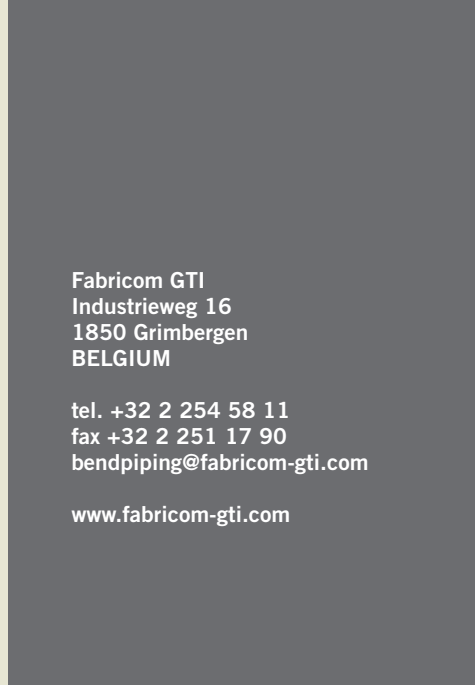 Fabricom GTI
Industrieweg 16
1850 Grimbergen
BELGIUM
tel. +32 2 254 58 11
fax +32 2 251 17 90
bendpiping@fabricom-gti.com
www.fabricom-gti.com